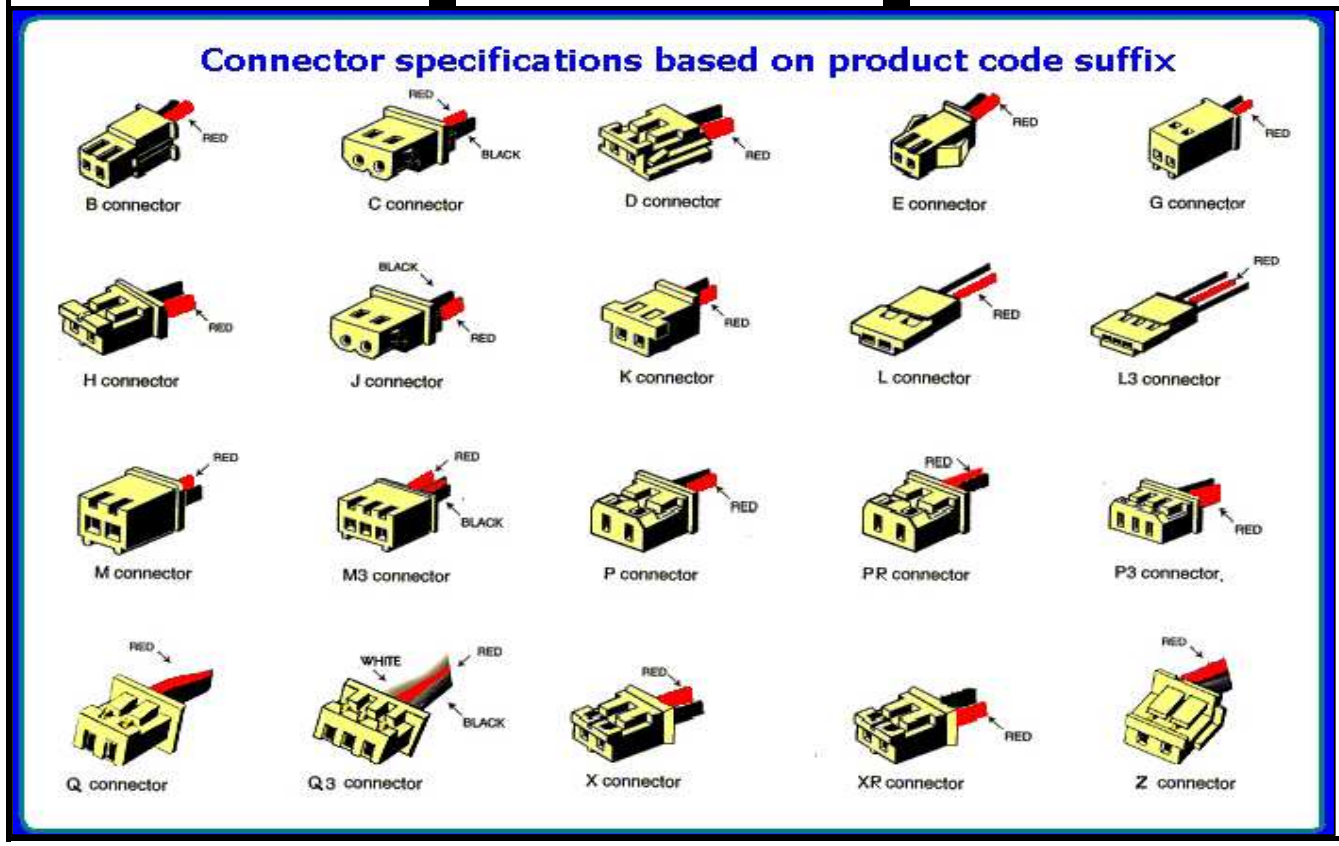 Connector specifications based on product code suffix
RED
RED
BLACK
RED
RED
RED
B connector
C connector
D connector
E connector
G connector
RED
BLACK
RED
RED
RED
RED
H connector
J connector
K connector
L connector
L3 connector
RED
RED
BLACK
RED
RED
RED
M connector
M3 connector
P connector
PR connector
P3 connector.
RED
WHITE
RED
BLACK
RED
RED
RED
Q connector
Q3 connector
X connector
XR connector
Z connector